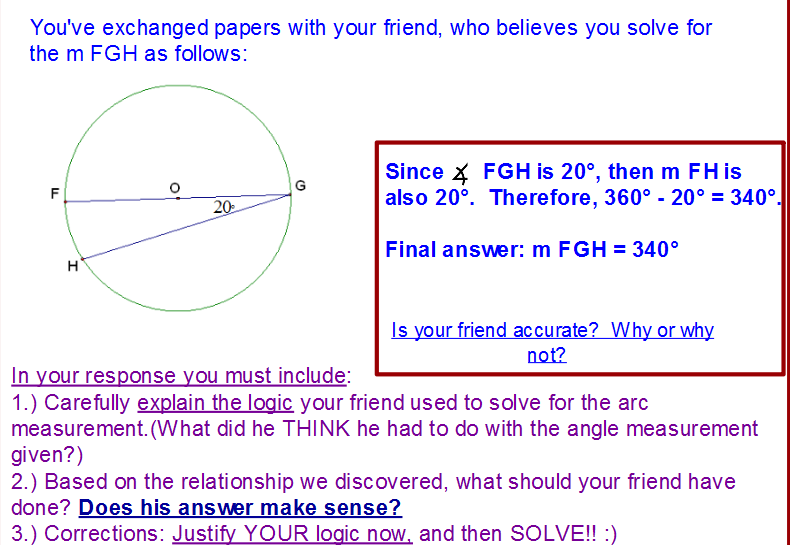 You've exchanged papers with your friend, who believes you solve for
the m FGH as follows:
F
O
G
20°
H
Since ∡ FGH is 20°, then m FH is
also 20°. Therefore, 360° - 20° = 340°.
Final answer: m FGH = 340°
Is your friend accurate? Why or why
not?
In your response you must include:
1.) Carefully explain the logic your friend used to solve for the arc
measurement.(What did he THINK he had to do with the angle measurement
given?)
2.) Based on the relationship we discovered, what should your friend have
done? Does his answer make sense?
3.) Corrections: Justify YOUR logic now, and then SOLVE!! :)